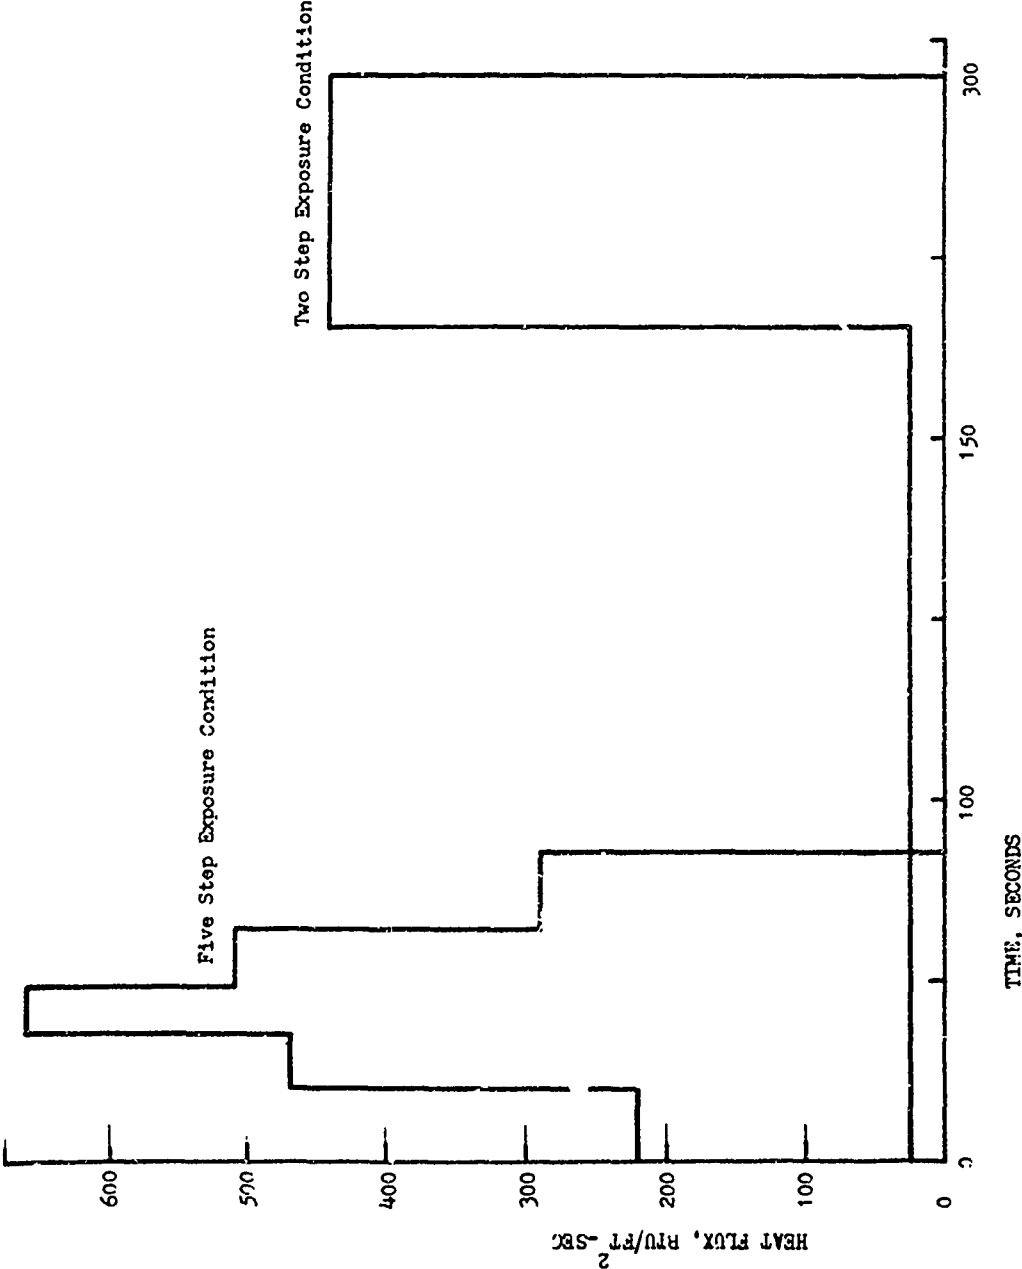 Two Step Exposure Condition
Five Step Exposure Condition
600
500
400
300
200
100
0
HEAT FLUX, BTU/FT²-SEC
0
100
150
300
TIME, SECONDS